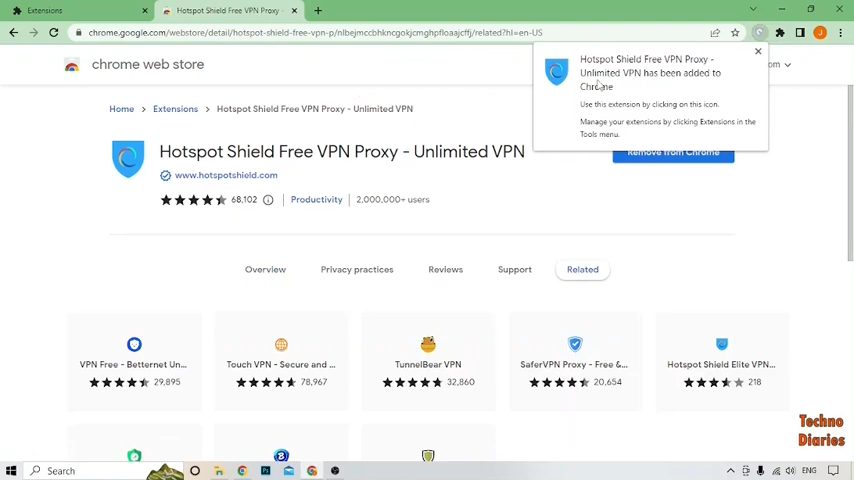 Extensions
Hotspot Shield Free VPN Proxy -
chrome.google.com/webstore/detail/hotspot-shield-free-vpn-p/nlbejmccbhkncgokjcmghpfloaajcffj/related?hl=en-US
J
chrome web store
om
Hotspot Shield Free VPN Proxy -
Unlimited VPN has been added to
Chrome
Use this extension by clicking on this icon.
Manage your extensions by clicking Extensions in the
Tools menu.
Home
Extensions
Hotspot Shield Free VPN Proxy - Unlimited VPN
Hotspot Shield Free VPN Proxy - Unlimited VPN
Remove from Chrome
www.hotspotshield.com
68,102
Productivity
2,000,000+ users
Overview
Privacy practices
Reviews
Support
Related
VPN Free - Betternet Un...
29,895
Touch VPN - Secure and ...
78,967
TunnelBear VPN
32,860
SaferVPN Proxy - Free &...
20,654
Hotspot Shield Elite VPN...
218
Techno
Diaries
Search
Ps
ENG